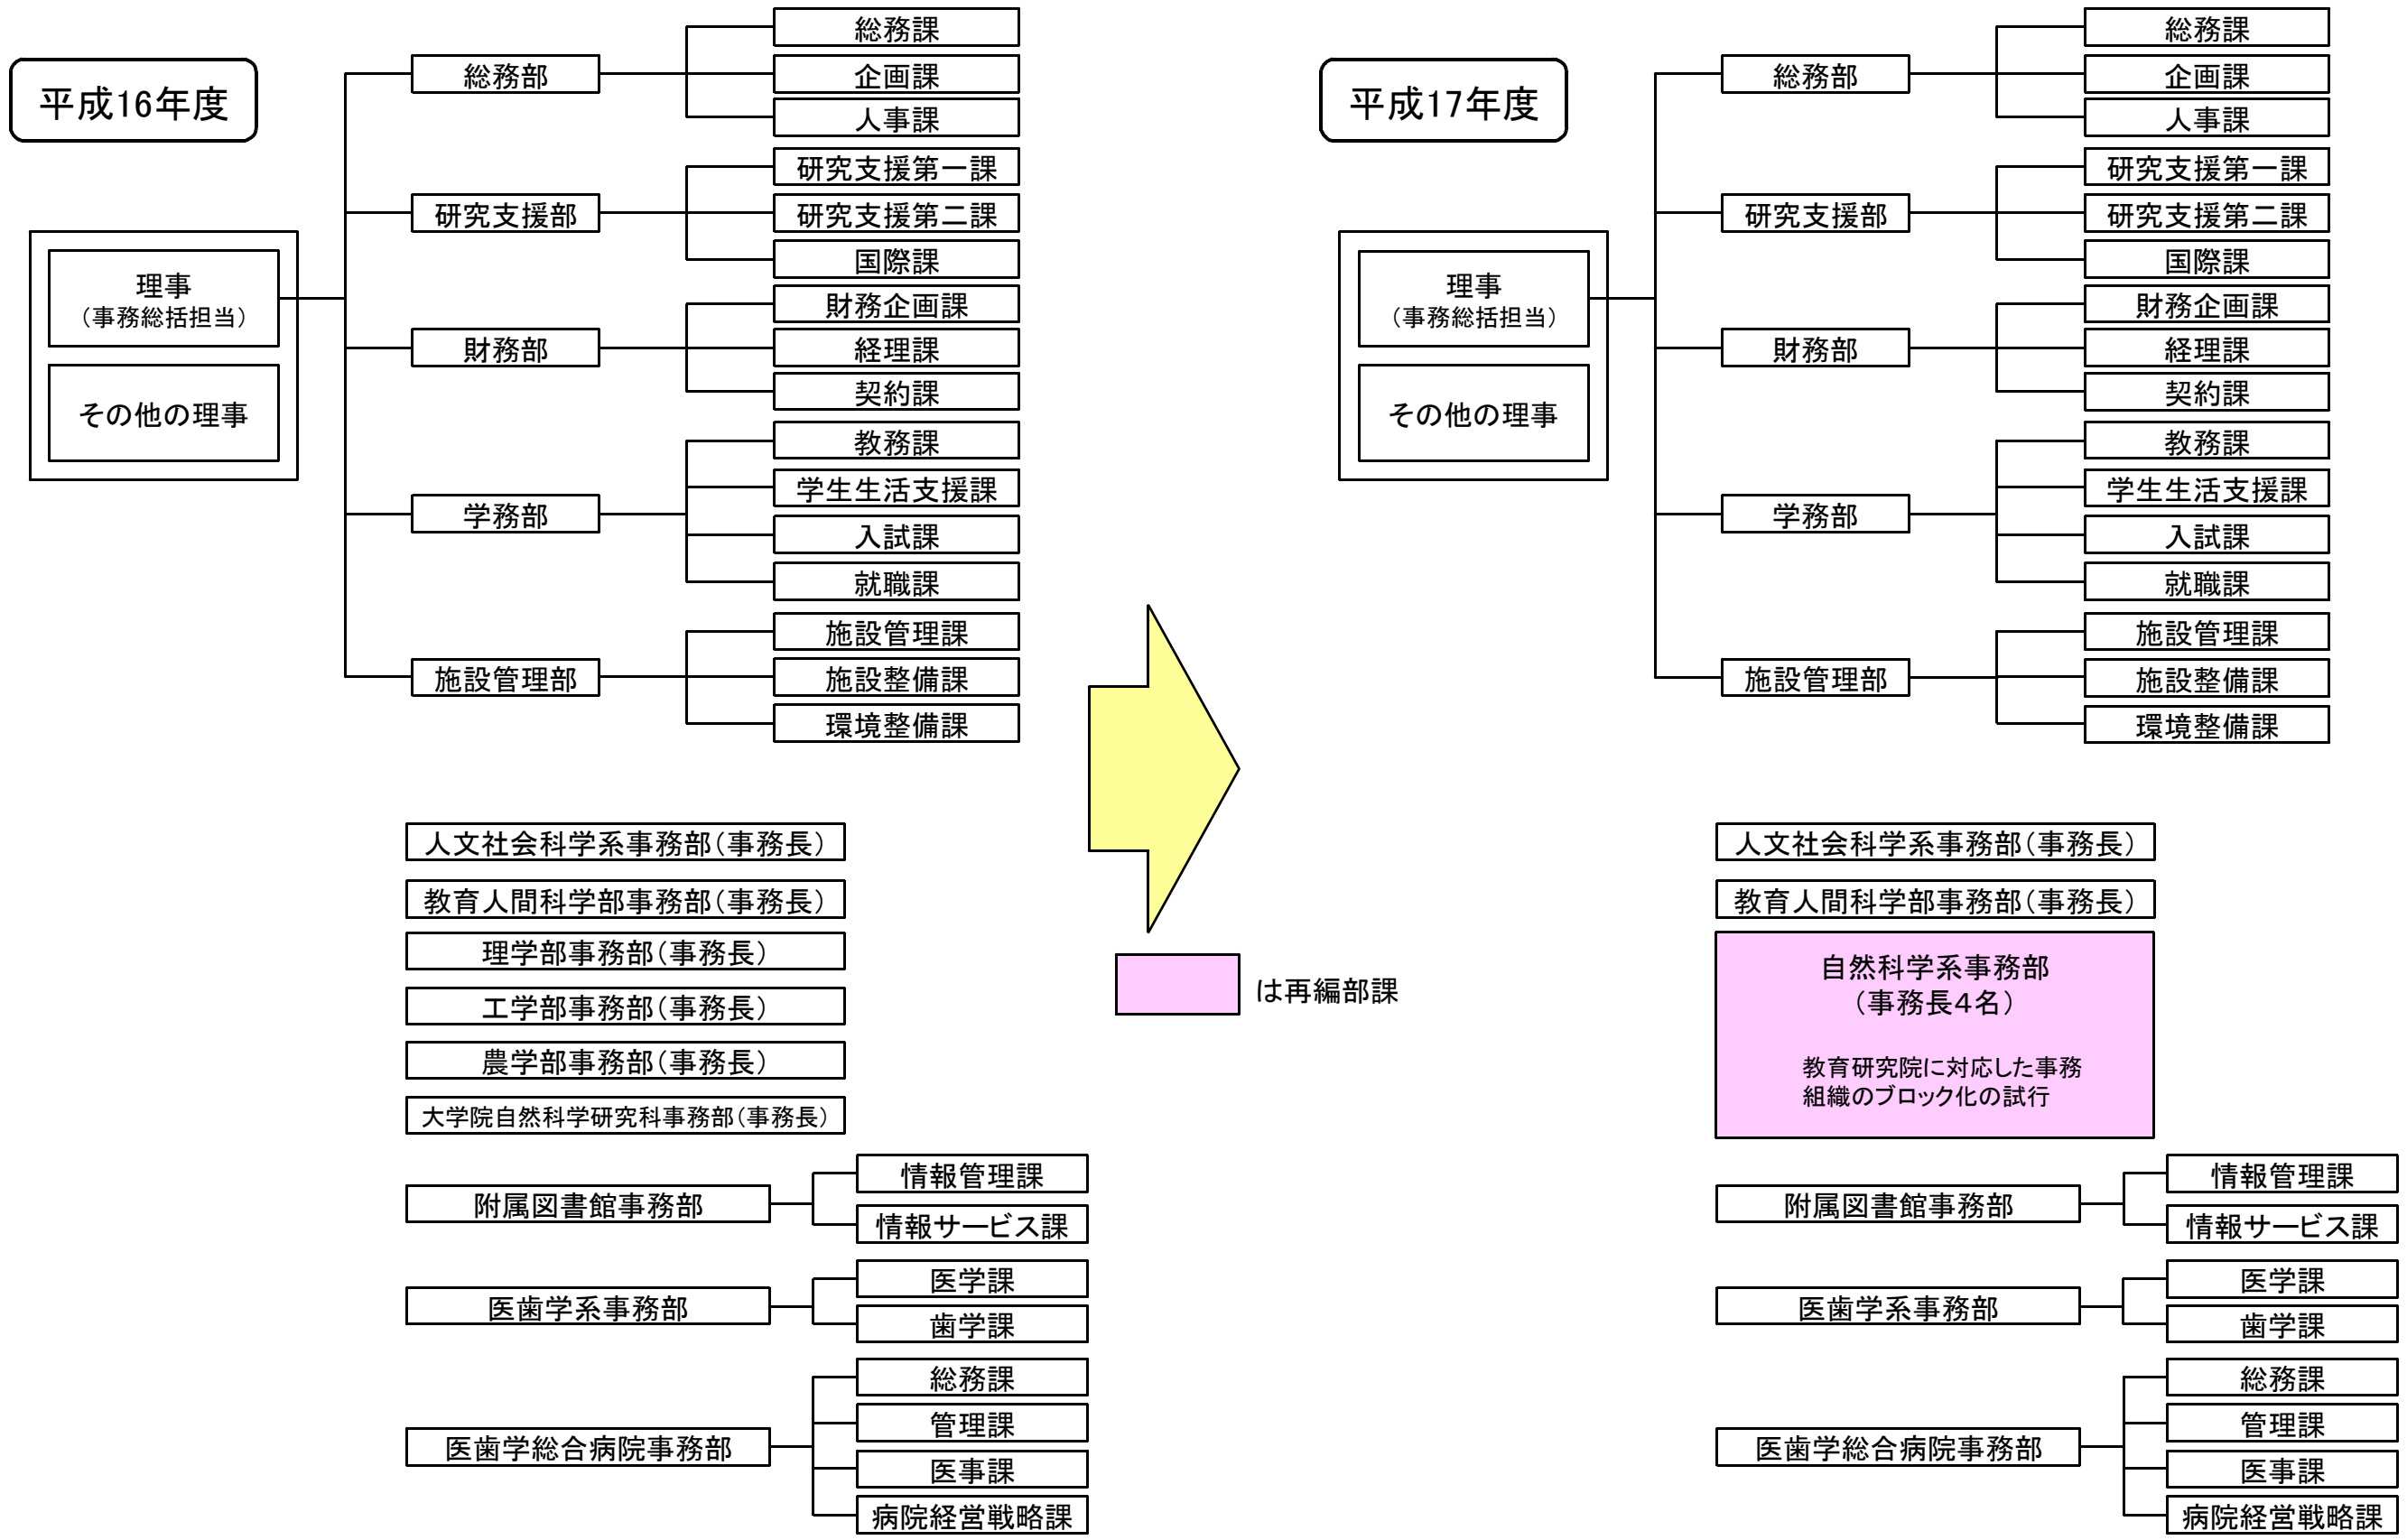 平成16年度
理事
（事務総括担当）
その他の理事
総務部
総務課
企画課
人事課
研究支援部
研究支援第一課
研究支援第二課
国際課
財務部
財務企画課
経理課
契約課
学務部
教務課
学生生活支援課
入試課
就職課
施設管理部
施設管理課
施設整備課
環境整備課
人文社会科学系事務部（事務長）
教育人間科学部事務部（事務長）
理学部事務部（事務長）
工学部事務部（事務長）
農学部事務部（事務長）
大学院自然科学研究科事務部（事務長）
附属図書館事務部
情報管理課
情報サービス課
医歯学系事務部
医学課
歯学課
医歯学総合病院事務部
総務課
管理課
医事課
病院経営戦略課
は再編部課
平成17年度
理事
（事務総括担当）
その他の理事
総務部
総務課
企画課
人事課
研究支援部
研究支援第一課
研究支援第二課
国際課
財務部
財務企画課
経理課
契約課
学務部
教務課
学生生活支援課
入試課
就職課
施設管理部
施設管理課
施設整備課
環境整備課
人文社会科学系事務部（事務長）
教育人間科学部事務部（事務長）
自然科学系事務部
（事務長４名）
教育研究院に対応した事務
組織のブロック化の試行
附属図書館事務部
情報管理課
情報サービス課
医歯学系事務部
医学課
歯学課
医歯学総合病院事務部
総務課
管理課
医事課
病院経営戦略課